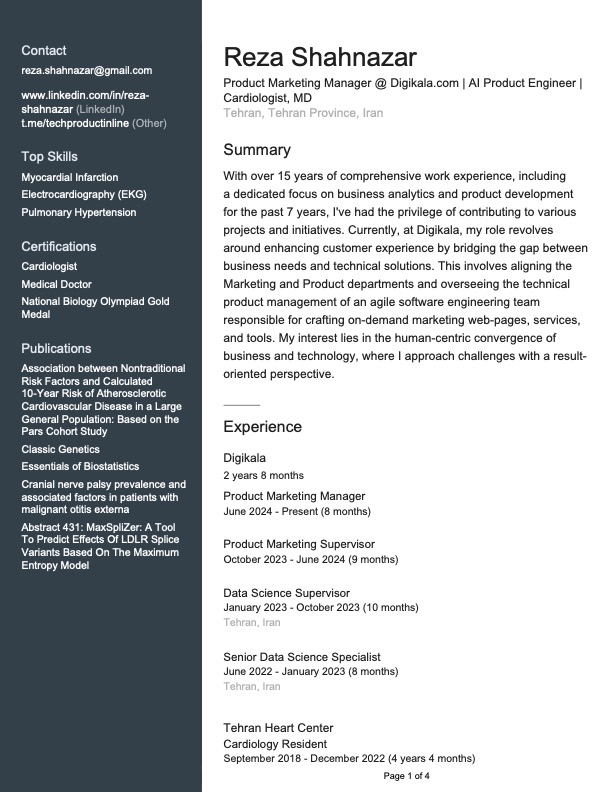 Contact
reza.shahnazar@gmail.com
www.linkedin.com/in/reza-
shahnazar (LinkedIn)
t.me/techproductinline (Other)
Top Skills
Myocardial Infarction
Electrocardiography (EKG)
Pulmonary Hypertension
Certifications
Cardiologist
Medical Doctor
National Biology Olympiad Gold
Medal
Publications
Association between Nontraditional
Risk Factors and Calculated
10-Year Risk of Atherosclerotic
Cardiovascular Disease in a Large
General Population: Based on the
Pars Cohort Study
Classic Genetics
Essentials of Biostatistics
Cranial nerve palsy prevalence and
associated factors in patients with
malignant otitis externa
Abstract 431: MaxSpliZer: A Tool
To Predict Effects Of LDLR Splice
Variants Based On The Maximum
Entropy Model
Reza Shahnazar
Product Marketing Manager @ Digikala.com | AI Product Engineer |
Cardiologist, MD
Tehran, Tehran Province, Iran
Summary
With over 15 years of comprehensive work experience, including
a dedicated focus on business analytics and product development
for the past 7 years, I've had the privilege of contributing to various
projects and initiatives. Currently, at Digikala, my role revolves
around enhancing customer experience by bridging the gap between
business needs and technical solutions. This involves aligning the
Marketing and Product departments and overseeing the technical
product management of an agile software engineering team
responsible for crafting on-demand marketing web-pages, services,
and tools. My interest lies in the human-centric convergence of
business and technology, where I approach challenges with a result-
oriented perspective.
Experience
Digikala
2 years 8 months
Product Marketing Manager
June 2024 - Present (8 months)
Product Marketing Supervisor
October 2023 - June 2024 (9 months)
Data Science Supervisor
January 2023 - October 2023 (10 months)
Tehran, Iran
Senior Data Science Specialist
June 2022 - January 2023 (8 months)
Tehran, Iran
Tehran Heart Center
Cardiology Resident
September 2018 - December 2022 (4 years 4 months)
Page 1 of 4